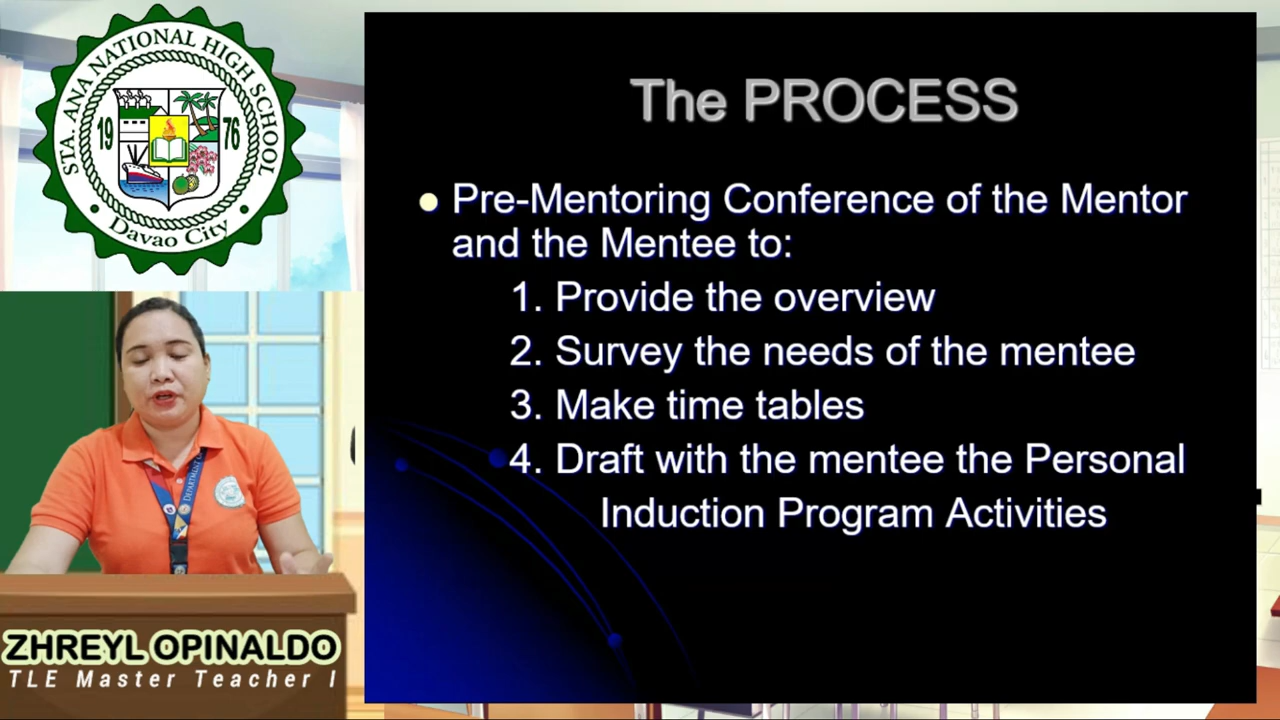 STA. ANA NATIONAL HIGH SCHOOL
19 76
Davao City
The PROCESS
Pre-Mentoring Conference of the Mentor
and the Mentee to:
1. Provide the overview
2. Survey the needs of the mentee
3. Make time tables
4. Draft with the mentee the Personal
Induction Program Activities
ZHREYL OPINALDO
TLE Master Teacher I